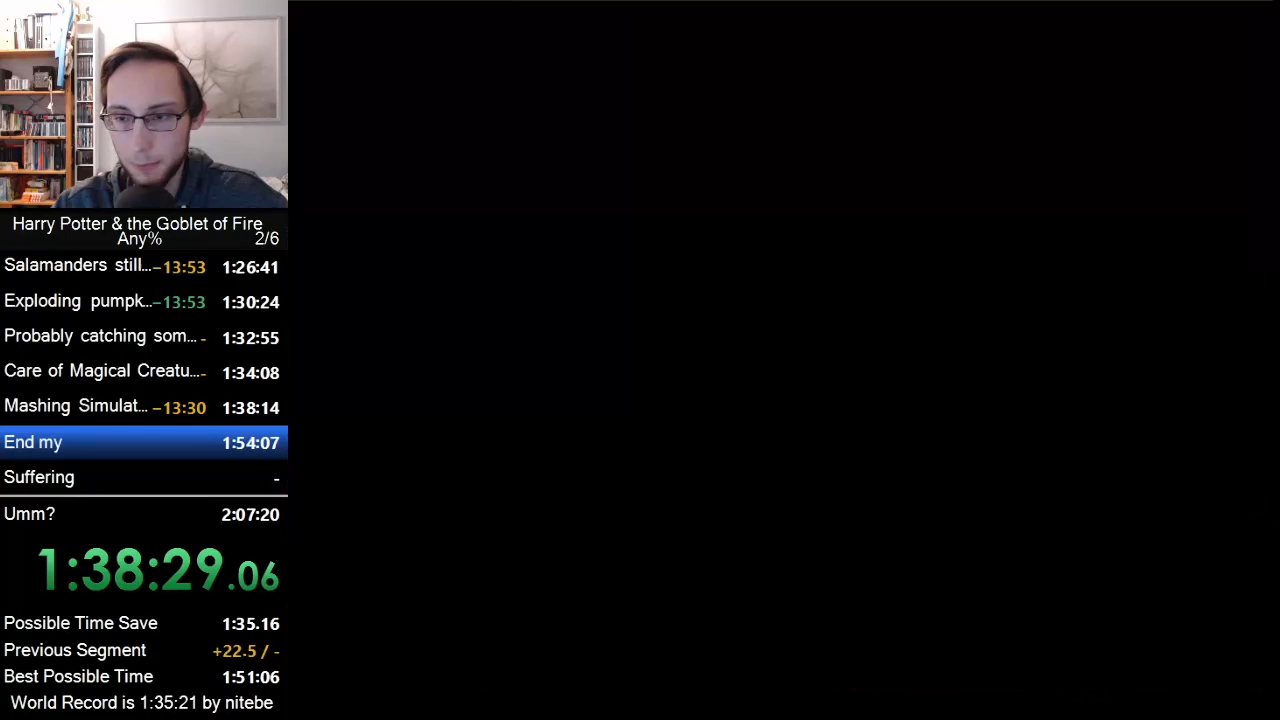 Harry Potter & the Goblet of Fire
Any% 2/6
Salamanders still... −13:53 1:26:41
Exploding pumpk... −13:53 1:30:24
Probably catching som... - 1:32:55
Care of Magical Creatu... - 1:34:08
Mashing Simulat... −13:30 1:38:14
End my 1:54:07
Suffering -
Umm? 2:07:20
1:38:29.06
Possible Time Save 1:35.16
Previous Segment +22.5 / -
Best Possible Time 1:51:06
World Record is 1:35:21 by nitebe